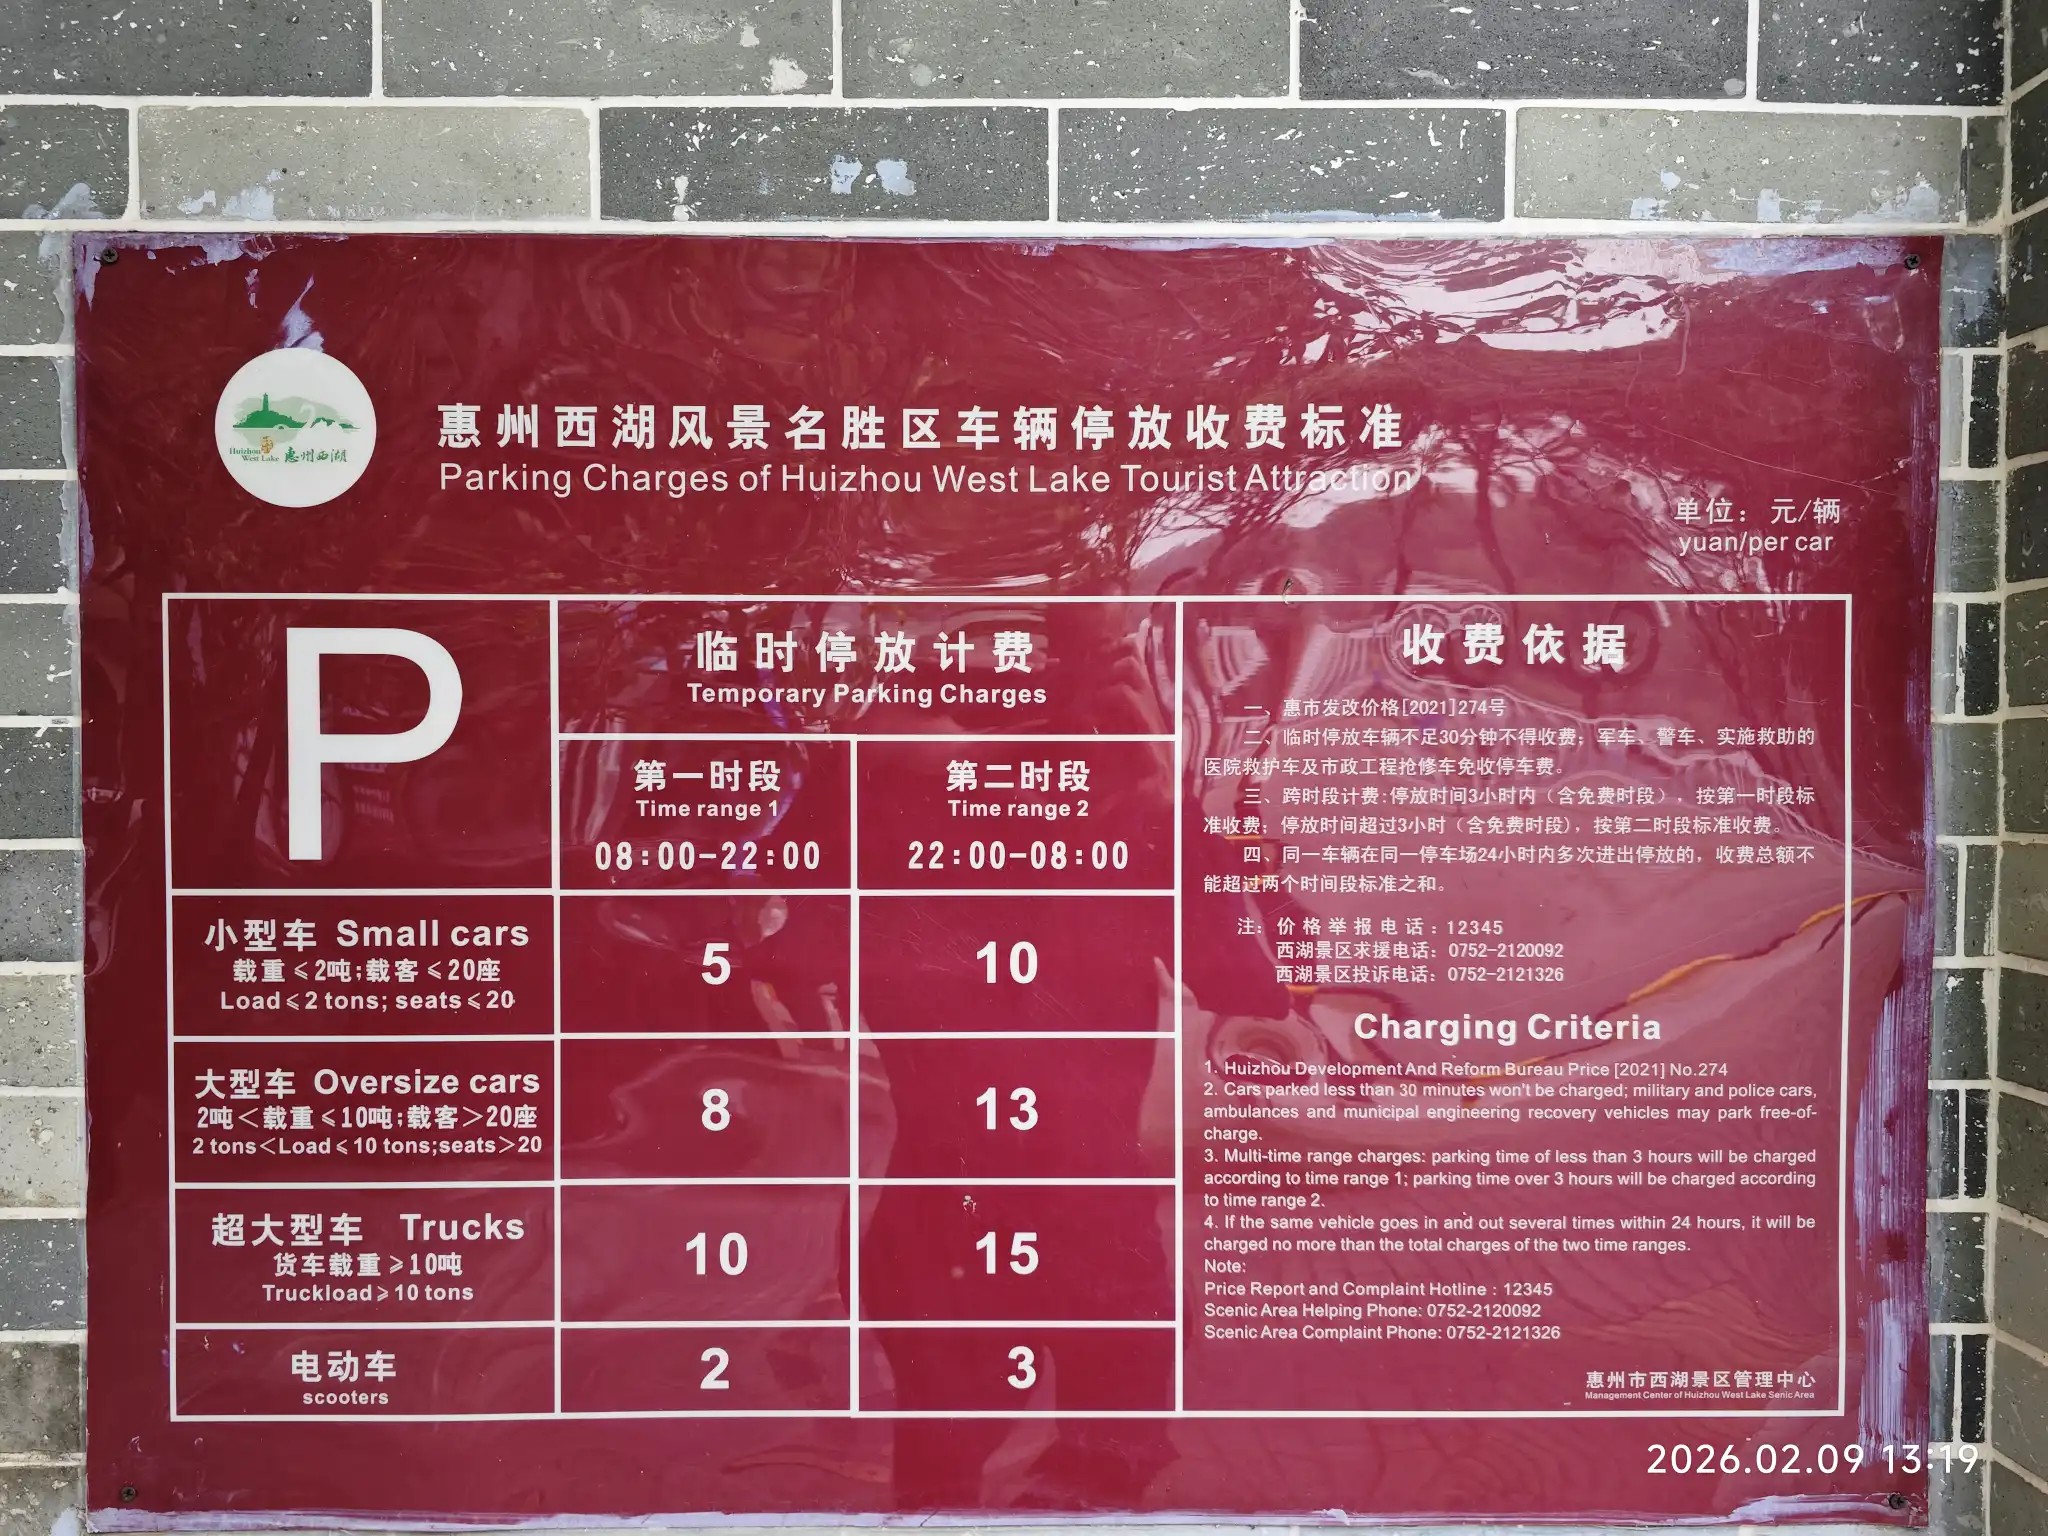 Huizhou
West Lake 惠州西湖
惠州西湖风景名胜区车辆停放收费标准
Parking Charges of Huizhou West Lake Tourist Attraction
单位：元/辆
yuan/per car
P
临时停放计费
Temporary Parking Charges
第一时段
Time range 1
08:00-22:00
第二时段
Time range 2
22:00-08:00
小型车 Small cars
载重≤2吨;载客≤20座
Load≤2 tons; seats≤20
5
10
大型车 Oversize cars
2吨<载重≤10吨;载客>20座
2 tons<Load≤10 tons;seats>20
8
13
超大型车 Trucks
货车载重≥10吨
Truckload≥10 tons
10
15
电动车
scooters
2
3
收费依据
一、惠市发改价格[2021]274号
二、临时停放车辆不足30分钟不得收费；军车、警车、实施救助的
医院救护车及市政工程抢修车免收停车费。
三、跨时段计费:停放时间3小时内（含免费时段），按第一时段标
准收费；停放时间超过3小时（含免费时段），按第二时段标准收费。
四、同一车辆在同一停车场24小时内多次进出停放的，收费总额不
能超过两个时间段标准之和。
注：价格举报电话：12345
西湖景区求援电话：0752-2120092
西湖景区投诉电话：0752-2121326
Charging Criteria
1. Huizhou Development And Reform Bureau Price [2021] No.274
2. Cars parked less than 30 minutes won't be charged; military and police cars,
ambulances and municipal engineering recovery vehicles may park free-of-
charge.
3. Multi-time range charges: parking time of less than 3 hours will be charged
according to time range 1; parking time over 3 hours will be charged according
to time range 2.
4. If the same vehicle goes in and out several times within 24 hours, it will be
charged no more than the total charges of the two time ranges.
Note:
Price Report and Complaint Hotline : 12345
Scenic Area Helping Phone: 0752-2120092
Scenic Area Complaint Phone: 0752-2121326
惠州市西湖景区管理中心
Management Center of Huizhou West Lake Senic Area
2026.02.09 13:19